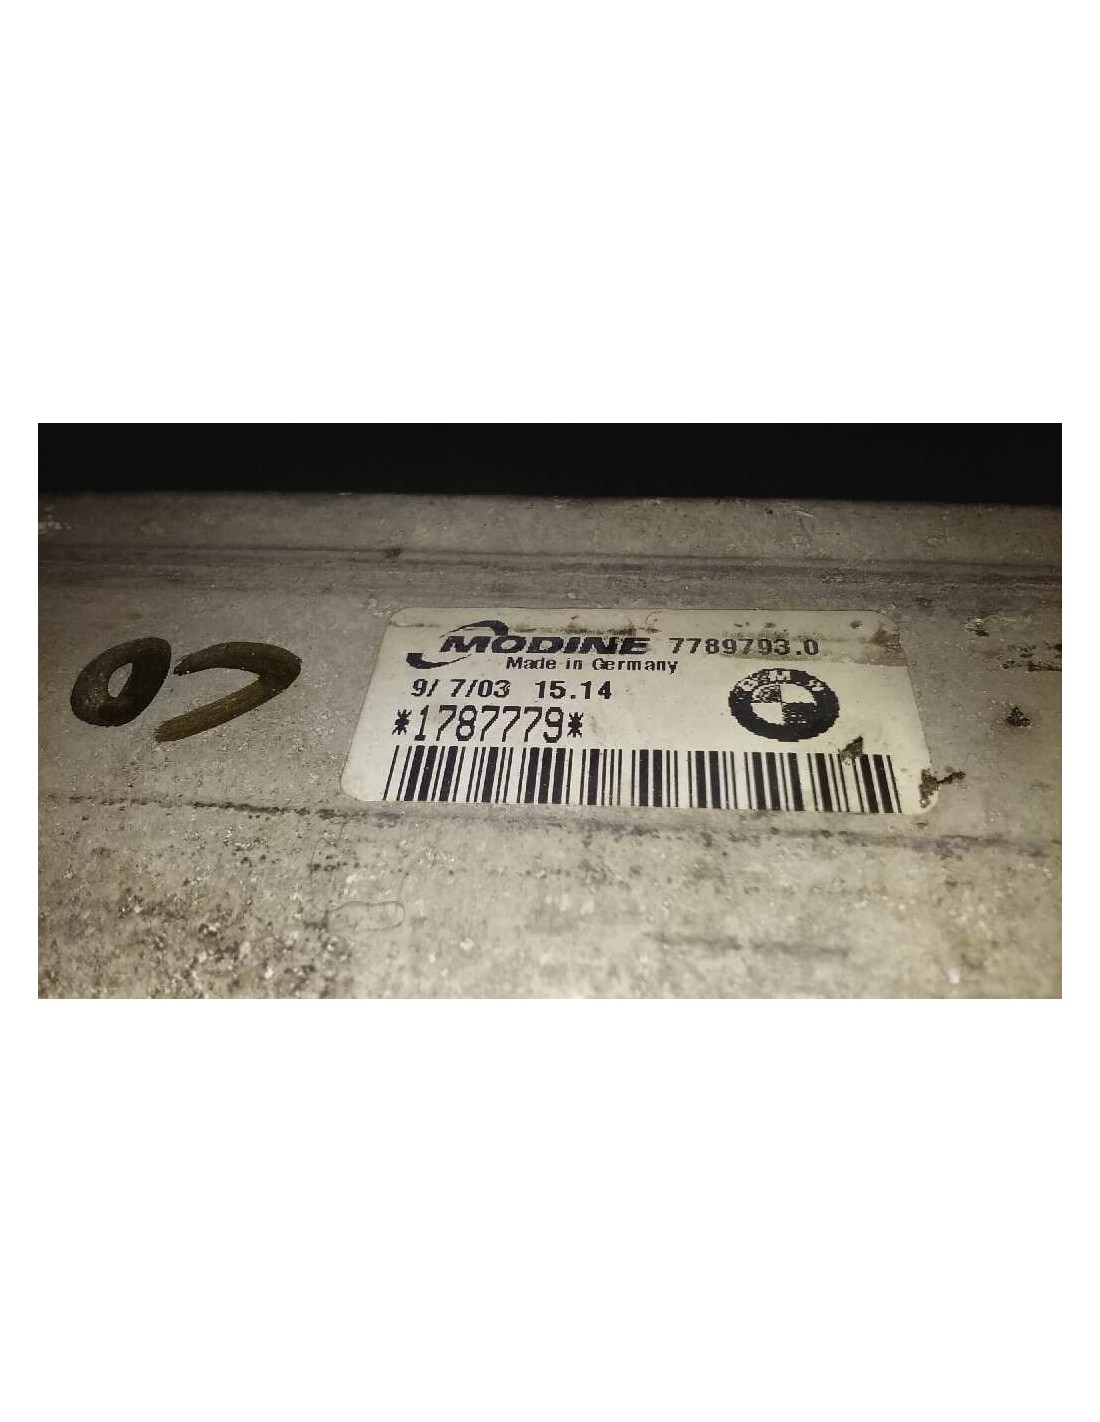 MODINE 7789793.0
Made in Germany
9/ 7/03 15.14
BMW
*1787779*